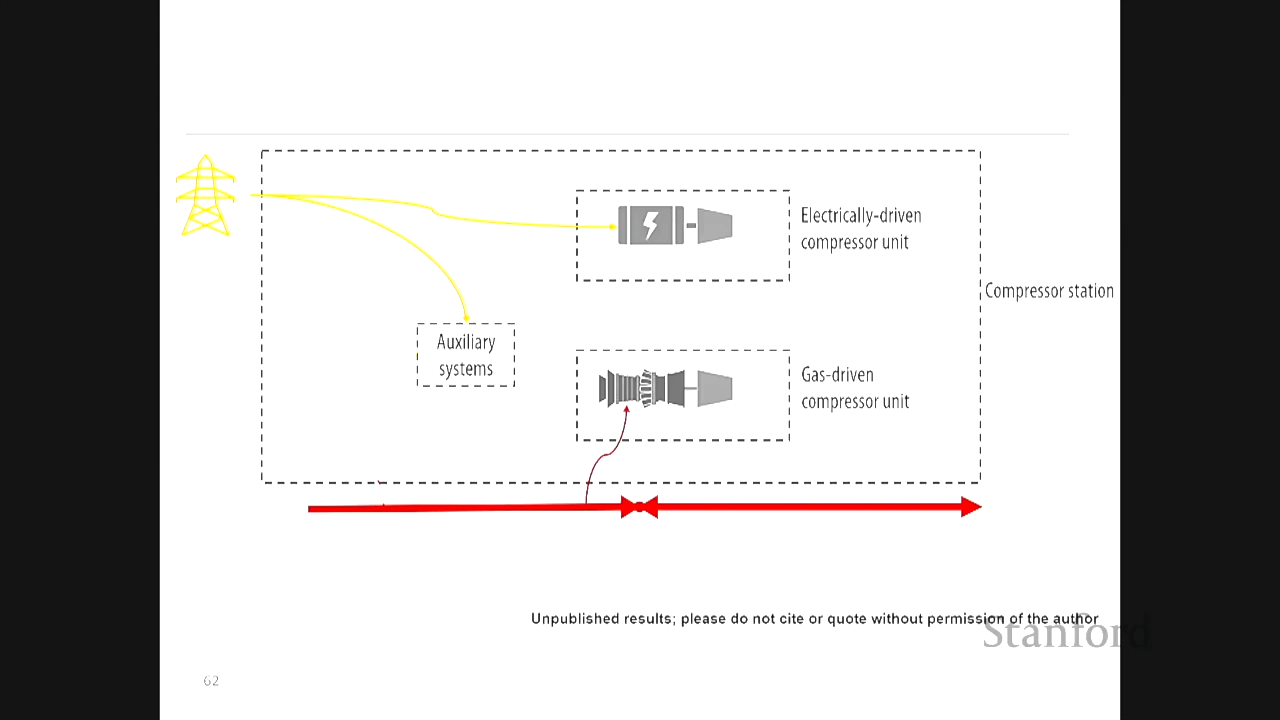 Electrically-driven
compressor unit
Compressor station
Auxiliary
systems
Gas-driven
compressor unit
Unpublished results; please do not cite or quote without permission of the author
Stanford
62